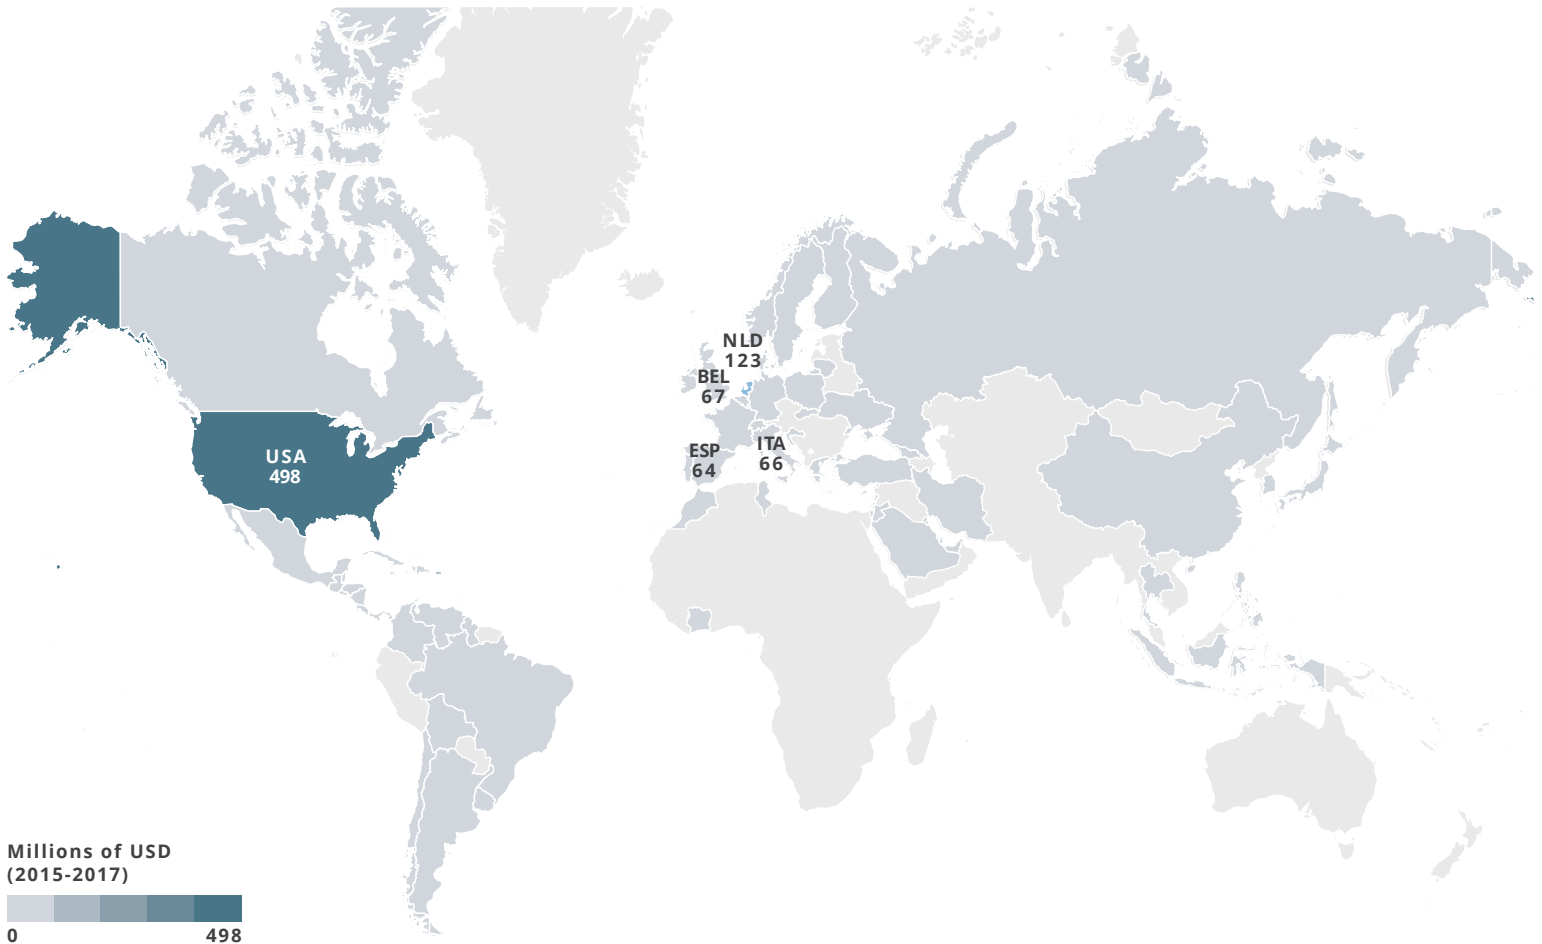 NLD
123
BEL
67
USA
498
ESP
64
ITA
66
Millions of USD
(2015-2017)
0
498